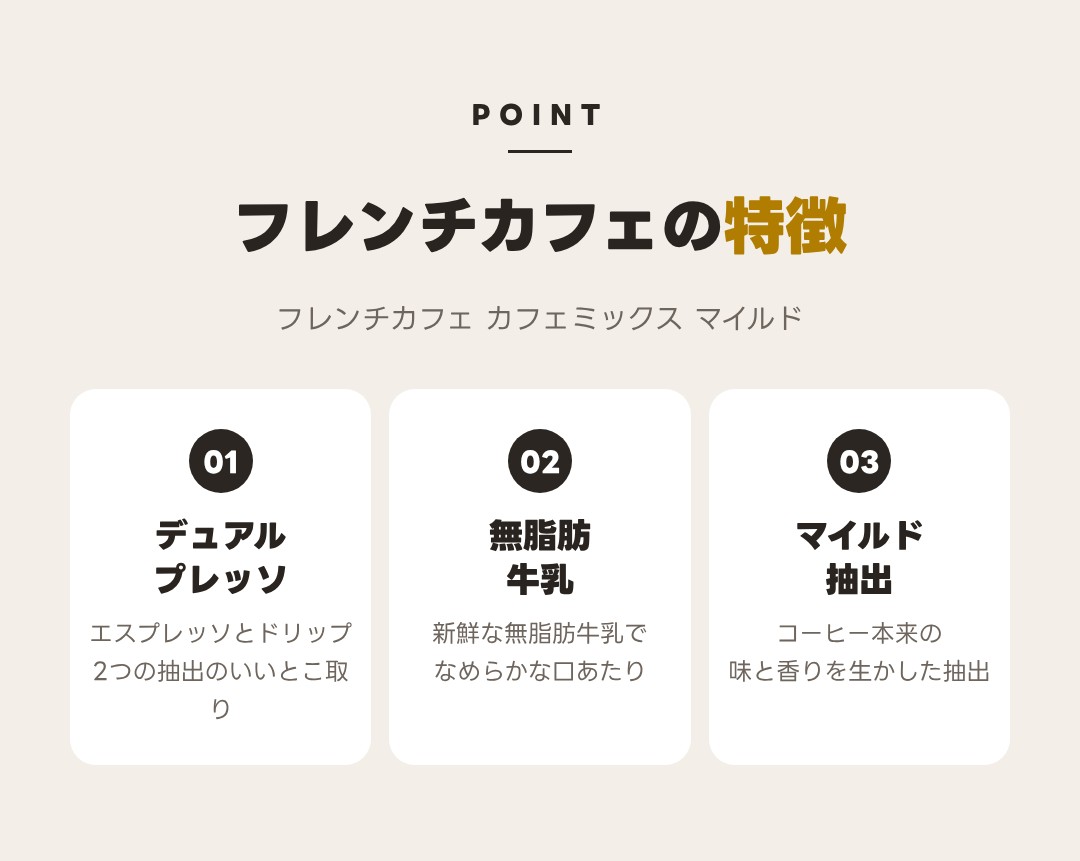 POINT
フレンチカフェの特徴
フレンチカフェ カフェミックス マイルド
01
デュアル
プレッソ
エスプレッソとドリップ
2つの抽出のいいとこ取
り
02
無脂肪
牛乳
新鮮な無脂肪牛乳で
なめらかな口あたり
03
マイルド
抽出
コーヒー本来の
味と香りを生かした抽出